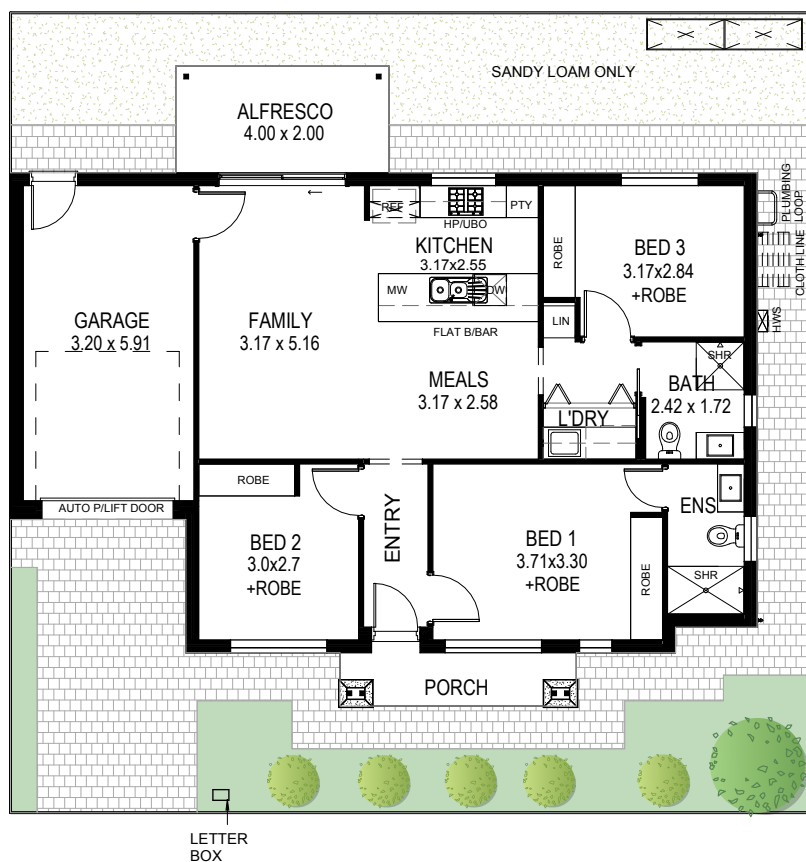 SANDY LOAM ONLY
ALFRESCO
4.00 x 2.00
PLUMBING
LOOP
REF
PTY
HP/UBO
KITCHEN
3.17x2.55
ROBE
BED 3
3.17x2.84
+ROBE
CLOTH LINE
MW
DW
HWS
GARAGE
3.20 x 5.91
FAMILY
3.17 x 5.16
FLAT B/BAR
LIN
SHR
MEALS
3.17 x 2.58
BATH
2.42 x 1.72
L'DRY
ROBE
AUTO P/LIFT DOOR
ENTRY
ENS
BED 2
3.0x2.7
+ROBE
BED 1
3.71x3.30
+ROBE
ROBE
SHR
PORCH
LETTER
BOX